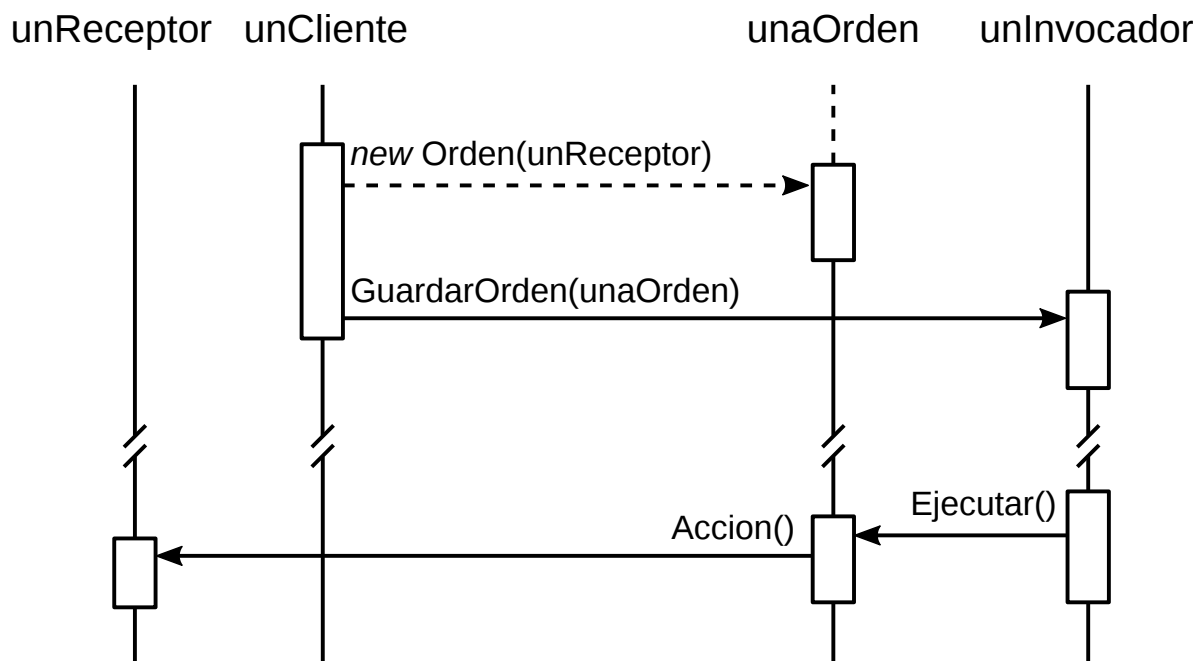 unReceptor unCliente unaOrden unInvocador
new Orden(unReceptor)
GuardarOrden(unaOrden)
Ejecutar()
Accion()